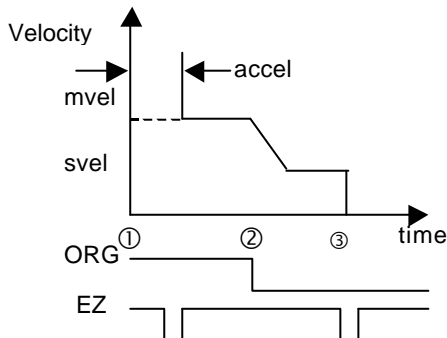 Velocity
accel
mvel
svel
① ② ③ time
ORG
EZ